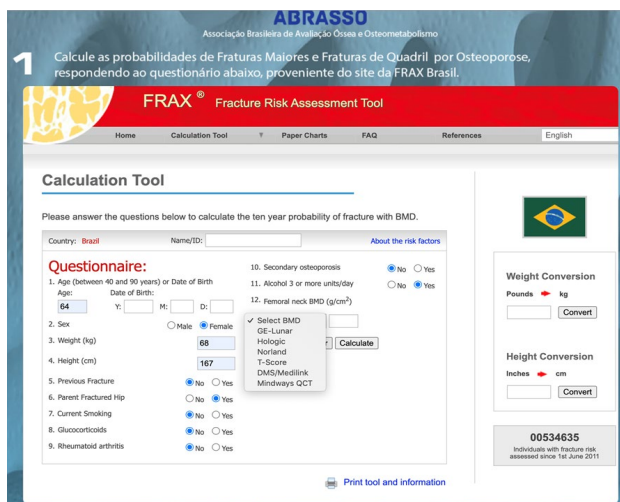 ABRASSO
Associação Brasileira de Avaliação Óssea e Osteometabolismo
1 Calcule as probabilidades de Fraturas Maiores e Fraturas de Quadril por Osteoporose,
respondendo ao questionário abaixo, proveniente do site da FRAX Brasil.
FRAX ® Fracture Risk Assessment Tool
Home Calculation Tool Paper Charts FAQ References English
Calculation Tool
Please answer the questions below to calculate the ten year probability of fracture with BMD.
Country: Brazil Name/ID: About the risk factors
Questionnaire:
1. Age (between 40 and 90 years) or Date of Birth
Age: Date of Birth:
64 Y: M: D:
2. Sex Male Female
3. Weight (kg) 68
4. Height (cm) 167
5. Previous Fracture No Yes
6. Parent Fractured Hip No Yes
7. Current Smoking No Yes
8. Glucocorticoids No Yes
9. Rheumatoid arthritis No Yes
10. Secondary osteoporosis No Yes
11. Alcohol 3 or more units/day No Yes
12. Femoral neck BMD (g/cm²)
✓ Select BMD
GE-Lunar
Hologic
Norland
T-Score
DMS/Medilink
Mindways QCT
Calculate
Print tool and information
Weight Conversion
Pounds kg
Convert
Height Conversion
Inches cm
Convert
00534635
Individuals with fracture risk
assessed since 1st June 2011